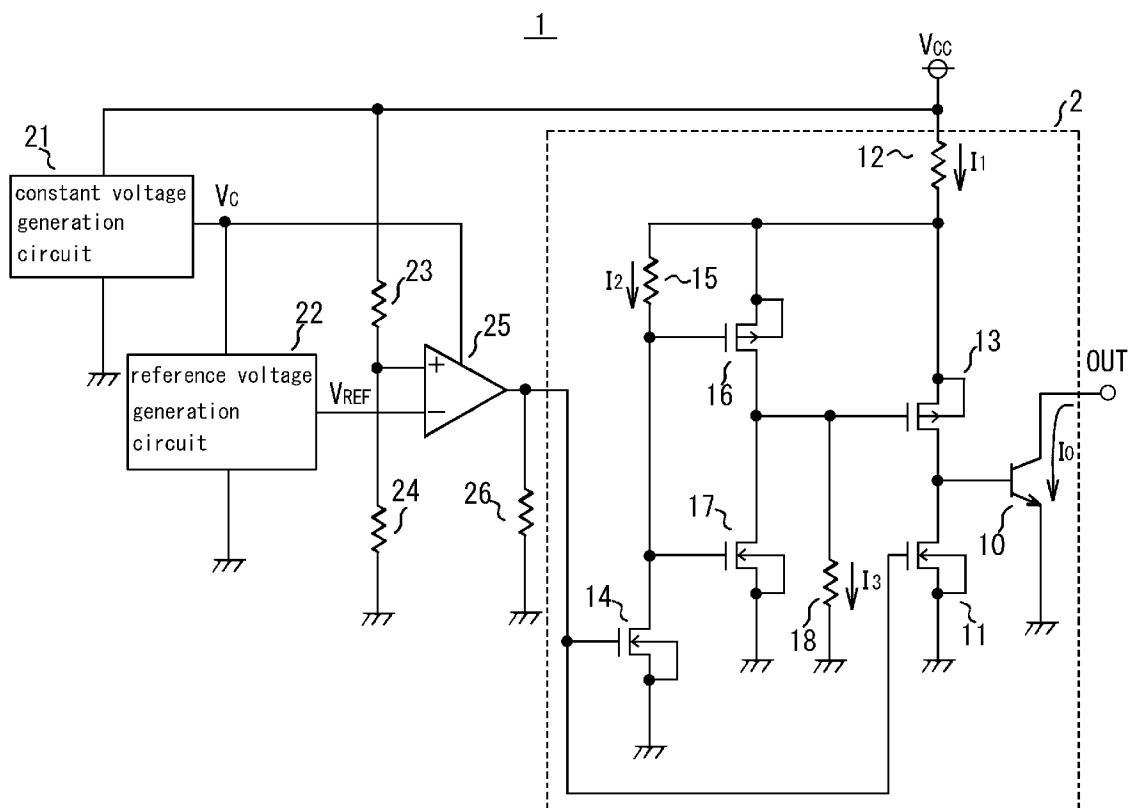 1
VCC
2
21
12
I1
constant voltage
generation
circuit
VC
23
I2
15
22
25
13
OUT
reference voltage
generation
circuit
VREF
+
−
16
I0
24
26
17
10
14
18
I3
11